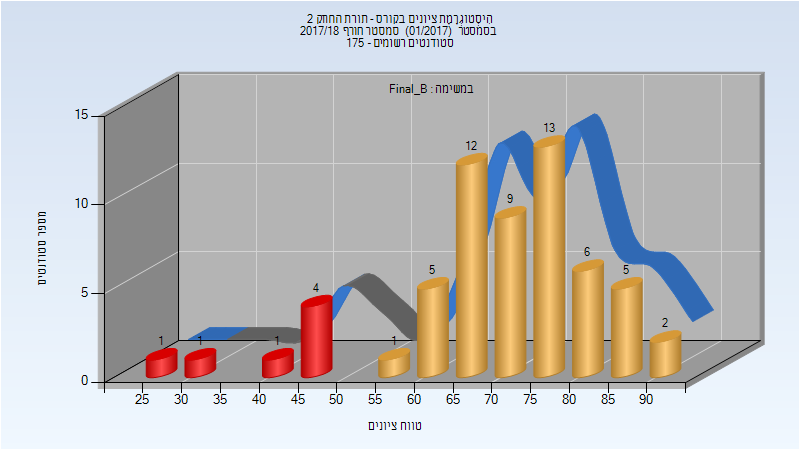 היסטוגרמת ציונים בקורס - תורת החוזק 2
בסמסטר (01/2017) סמסטר חורף 2017/18
סטודנטים רשומים - 175
במשימה : Final_B
מספר סטודנטים
15
10
5
0
1
1
1
4
1
5
12
9
13
6
5
2
25 30 35 40 45 50 55 60 65 70 75 80 85 90
טווח ציונים